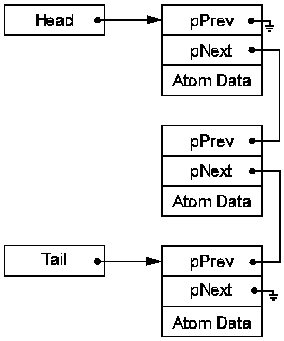 Head
pPrev
pNext
Atom Data
pPrev
pNext
Atom Data
Tail
pPrev
pNext
Atom Data